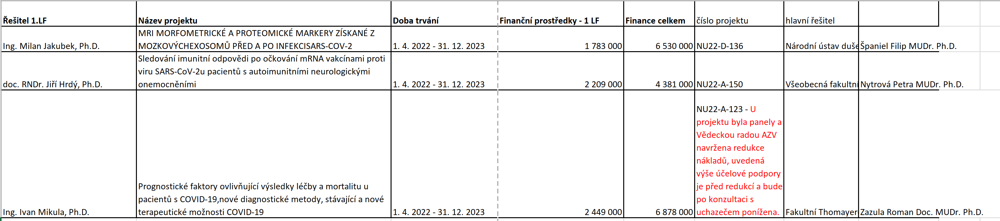 Řešitel 1.LF	Název projektu	Doba trvání	Finanční prostředky - 1 LF	Finance celkem	číslo projektu	hlavní řešitel
MRI MORFOMETRICKÉ A PROTEOMICKÉ MARKERY ZÍSKANÉ Z
Ing. Milan Jakubek, Ph.D.	MOZKOVÝCHEXOSOMŮ PŘED A PO INFEKCISARS-COV-2	1. 4. 2022 - 31. 12. 2023	1 783 000	6 530 000	NU22-D-136	Národní ústav duše	Španiel Filip MUDr. Ph.D.
Sledování imunitní odpovědi po očkování mRNA vakcínami proti
viru SARS-CoV-2u pacientů s autoimunitními neurologickými
doc. RNDr. Jiří Hrdý, Ph.D.	onemocněními	1. 4. 2022 - 31. 12. 2023	2 209 000	4 381 000	NU22-A-150	Všeobecná fakultní	Nytrová Petra MUDr. Ph.D.
NU22-A-123 - U
projektu byla panely a
Vědeckou radou AZV
navržena redukce
nákladů, uvedená
výše účelové podpory
Prognostické faktory ovlivňující výsledky léčby a mortalitu u	je před redukcí a bude
pacientů s COVID-19,nové diagnostické metody, stávající a nové	po konzultaci s
Ing. Ivan Mikula, Ph.D.	terapeutické možnosti COVID-19	1. 4. 2022 - 31. 12. 2023	2 449 000	6 878 000	uchazečem ponížena.	Fakultní Thomayer	Zazula Roman Doc. MUDr. Ph.D.